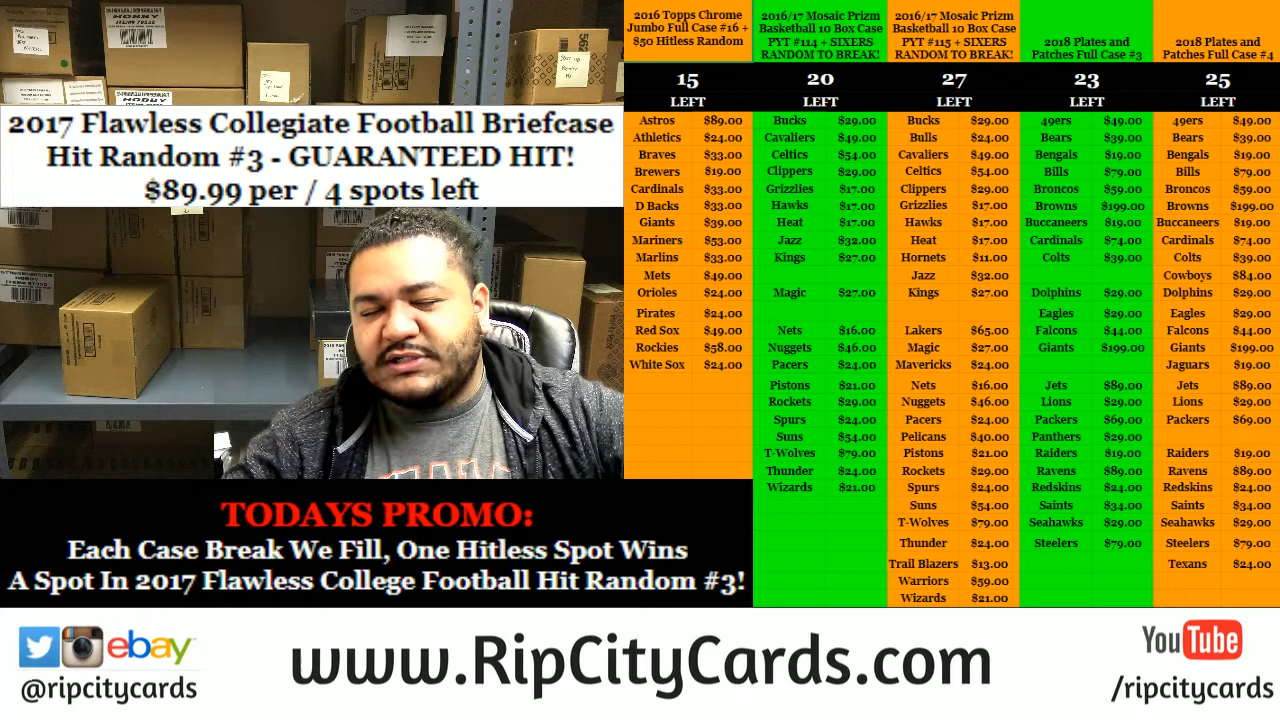 HOBBY
HOBBY
2017 Flawless Collegiate Football Briefcase
Hit Random #3 - GUARANTEED HIT!
$89.99 per / 4 spots left
TODAYS PROMO:
Each Case Break We Fill, One Hitless Spot Wins
A Spot In 2017 Flawless College Football Hit Random #3!
2016 Topps Chrome
Jumbo Full Case #16 +
$50 Hitless Random
15
LEFT
Astros $89.00
Athletics $24.00
Braves $33.00
Brewers $19.00
Cardinals $33.00
D Backs $33.00
Giants $39.00
Mariners $53.00
Marlins $33.00
Mets $49.00
Orioles $24.00
Pirates $24.00
Red Sox $49.00
Rockies $58.00
White Sox $24.00
2016/17 Mosaic Prizm
Basketball 10 Box Case
PYT #114 + SIXERS
RANDOM TO BREAK!
20
LEFT
Bucks $29.00
Cavaliers $49.00
Celtics $54.00
Clippers $29.00
Grizzlies $17.00
Hawks $17.00
Heat $17.00
Jazz $32.00
Kings $27.00
Magic $27.00
Nets $16.00
Nuggets $46.00
Pacers $24.00
Pistons $21.00
Rockets $29.00
Spurs $24.00
Suns $54.00
T-Wolves $79.00
Thunder $24.00
Wizards $21.00
2016/17 Mosaic Prizm
Basketball 10 Box Case
PYT #115 + SIXERS
RANDOM TO BREAK!
27
LEFT
Bucks $29.00
Bulls $24.00
Cavaliers $49.00
Celtics $54.00
Clippers $29.00
Grizzlies $17.00
Hawks $17.00
Heat $17.00
Hornets $11.00
Jazz $32.00
Kings $27.00
Lakers $65.00
Magic $27.00
Mavericks $24.00
Nets $16.00
Nuggets $46.00
Pacers $24.00
Pelicans $40.00
Pistons $21.00
Rockets $29.00
Spurs $24.00
Suns $54.00
T-Wolves $79.00
Thunder $24.00
Trail Blazers $13.00
Warriors $59.00
Wizards $21.00
2018 Plates and
Patches Full Case #3
23
LEFT
49ers $49.00
Bears $39.00
Bengals $19.00
Bills $79.00
Broncos $59.00
Browns $199.00
Buccaneers $19.00
Cardinals $74.00
Colts $39.00
Dolphins $29.00
Eagles $29.00
Falcons $44.00
Giants $199.00
Jets $89.00
Lions $29.00
Packers $69.00
Panthers $29.00
Raiders $19.00
Ravens $89.00
Redskins $24.00
Saints $34.00
Seahawks $29.00
Steelers $79.00
2018 Plates and
Patches Full Case #4
25
LEFT
49ers $49.00
Bears $39.00
Bengals $19.00
Bills $79.00
Broncos $59.00
Browns $199.00
Buccaneers $19.00
Cardinals $74.00
Colts $39.00
Cowboys $84.00
Dolphins $29.00
Eagles $29.00
Falcons $44.00
Giants $199.00
Jaguars $19.00
Jets $89.00
Lions $29.00
Packers $69.00
Raiders $19.00
Ravens $89.00
Redskins $24.00
Saints $34.00
Seahawks $29.00
Steelers $79.00
Texans $24.00
ebay
@ripcitycards
www.RipCityCards.com
YouTube
/ripcitycards